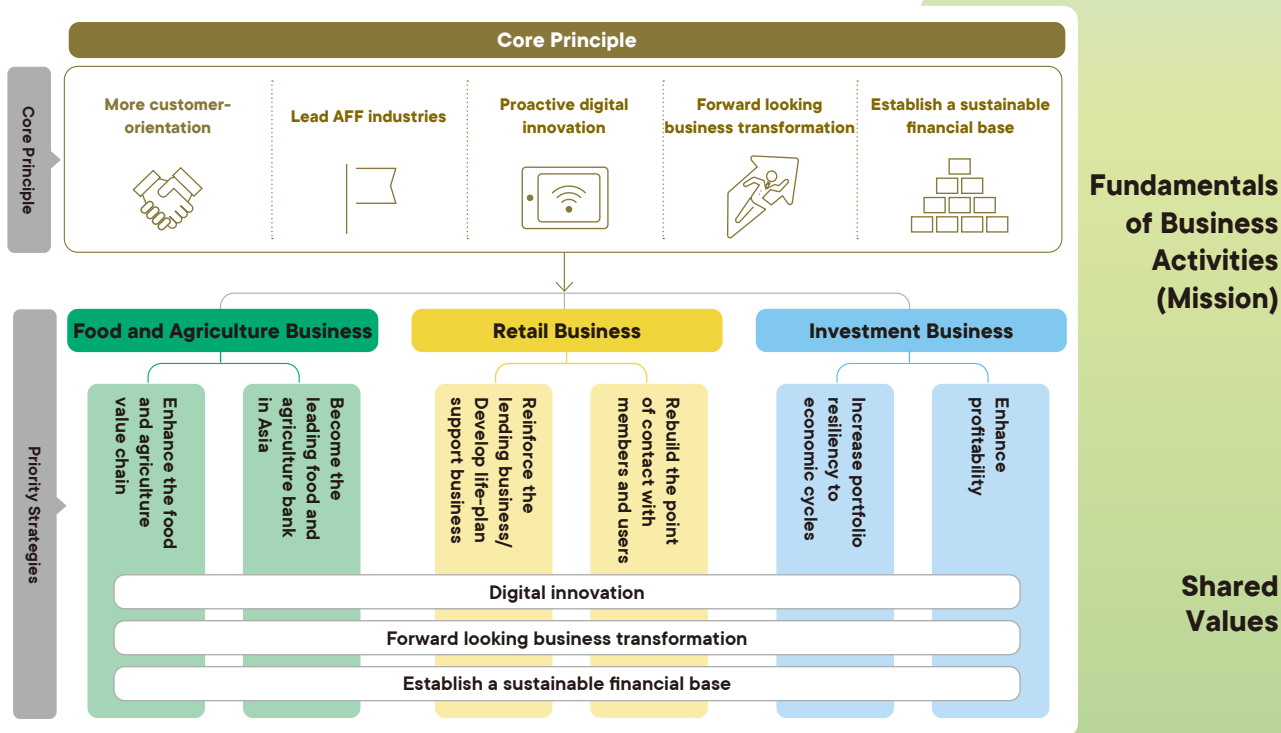 Core Principle
Core Principle
More customer-
orientation
Lead AFF industries
Proactive digital
innovation
Forward looking
business transformation
Establish a sustainable
financial base
Fundamentals
of Business
Activities
(Mission)
Priority Strategies
Food and Agriculture Business
Retail Business
Investment Business
Enhance the food
and agriculture
value chain
Become the
leading food and
agriculture bank
in Asia
Reinforce the
lending business/
Develop life-plan
support business
Rebuild the point
of contact with
members and users
Increase portfolio
resiliency to
economic cycles
Enhance
profitability
Digital innovation
Forward looking business transformation
Establish a sustainable financial base
Shared
Values